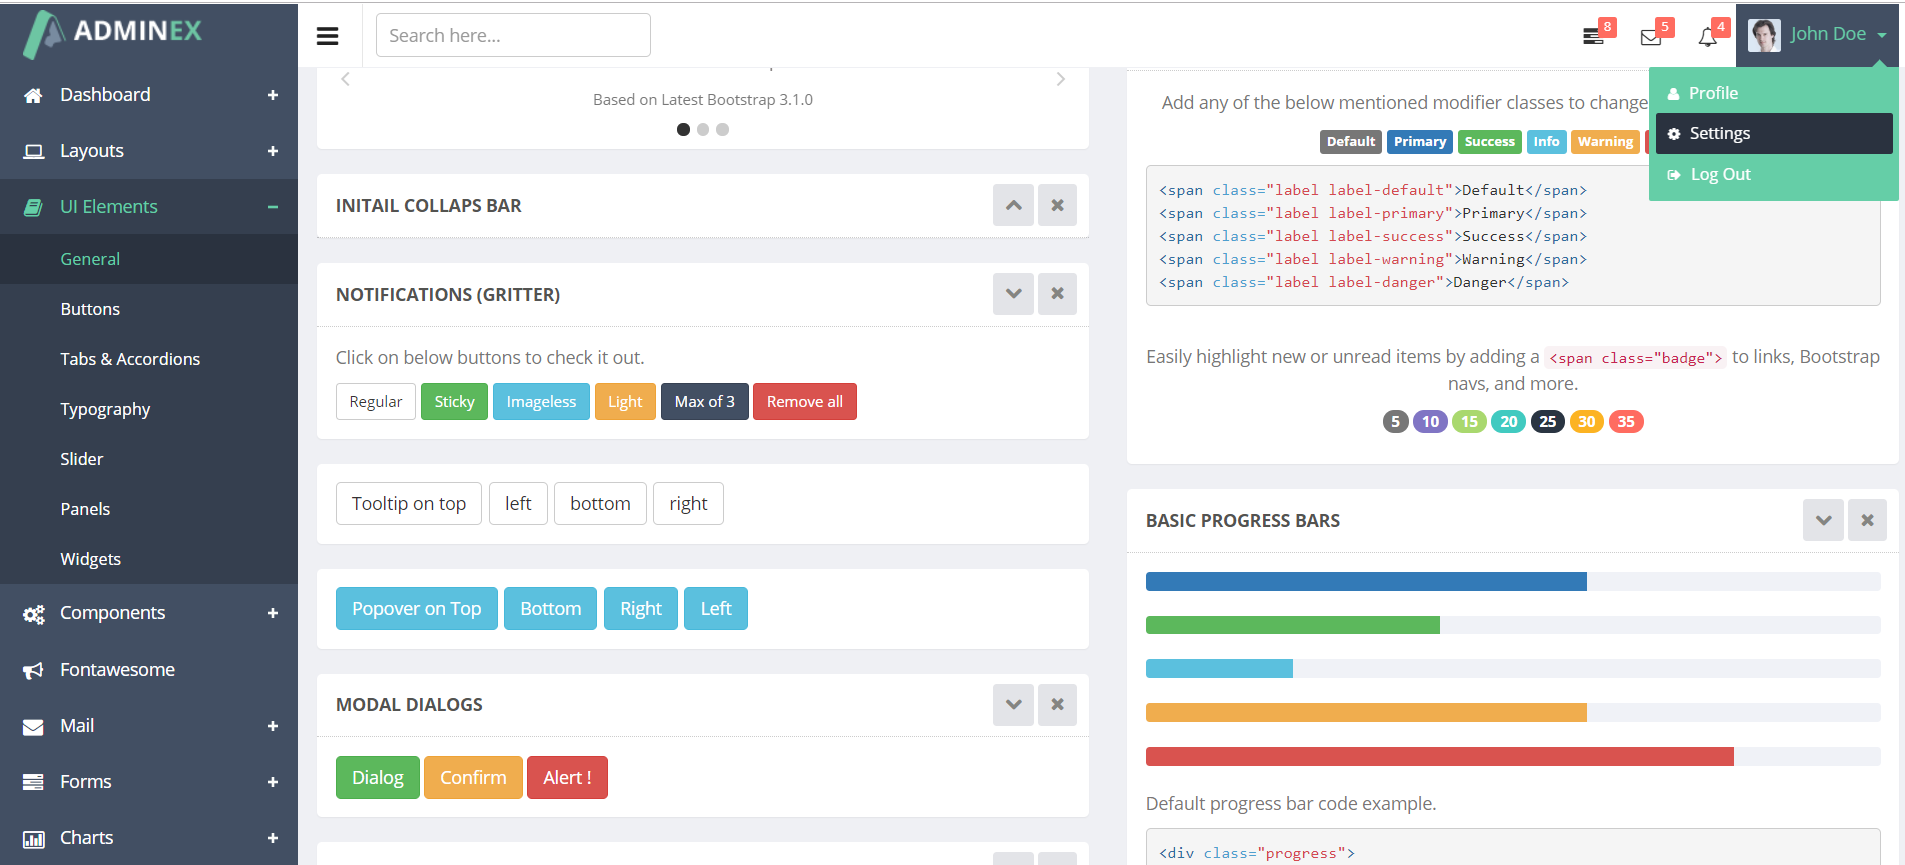 ADMINEX
Search here...
8
5
4
John Doe
Profile
Settings
Log Out
Dashboard
Layouts
UI Elements
General
Buttons
Tabs & Accordions
Typography
Slider
Panels
Widgets
Components
Fontawesome
Mail
Forms
Charts
Based on Latest Bootstrap 3.1.0
INITAIL COLLAPS BAR
NOTIFICATIONS (GRITTER)
Click on below buttons to check it out.
Regular Sticky Imageless Light Max of 3 Remove all
Tooltip on top left bottom right
Popover on Top Bottom Right Left
MODAL DIALOGS
Dialog Confirm Alert !
Add any of the below mentioned modifier classes to change
Default Primary Success Info Warning
<span class="label label-default">Default</span>
<span class="label label-primary">Primary</span>
<span class="label label-success">Success</span>
<span class="label label-warning">Warning</span>
<span class="label label-danger">Danger</span>
Easily highlight new or unread items by adding a <span class="badge"> to links, Bootstrap
navs, and more.
5 10 15 20 25 30 35
BASIC PROGRESS BARS
Default progress bar code example.
<div class="progress">